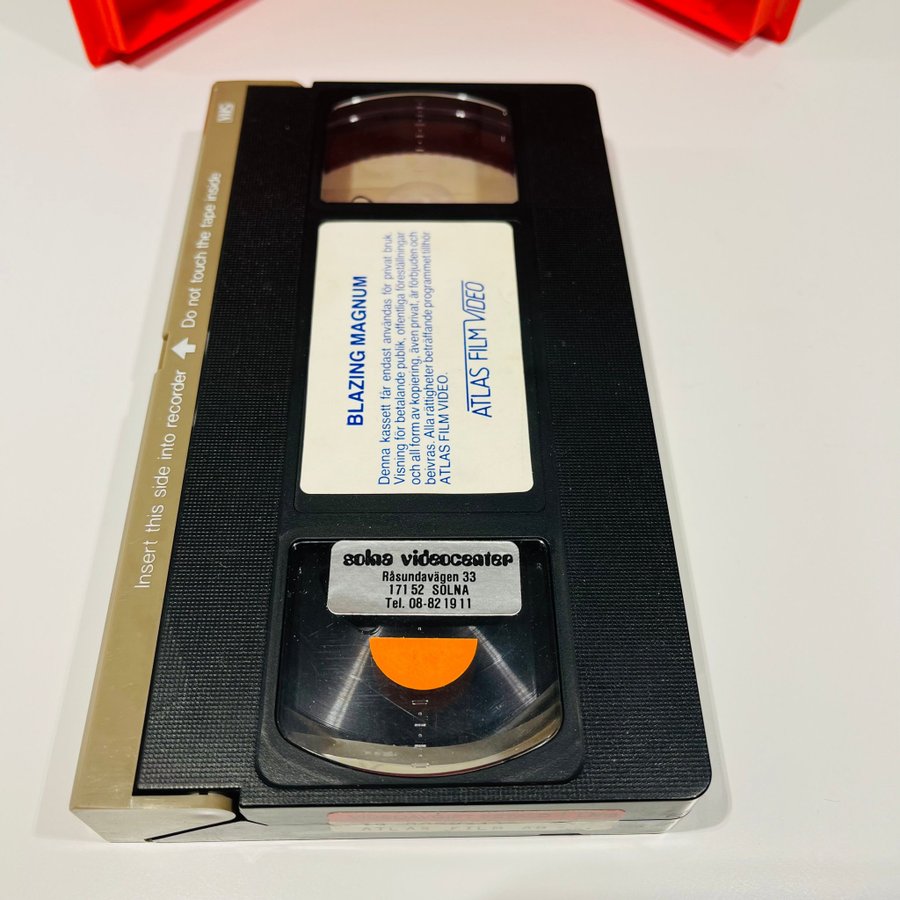 VHS
Insert this side into recorder ⬆ Do not touch the tape inside
BLAZING MAGNUM
Denna kassett får endast användas för privat bruk.
Visning för betalande publik, offentliga föreställningar
och all form av kopiering, även privat, är förbjuden och
beivras. Alla rättigheter beträffande programmet tillhör
ATLAS FILM VIDEO.
ATLAS FILM VIDEO
solna videocenter
Råsundavägen 33
171 52 SOLNA
Tel. 08-82 19 11
ATLAS FILM AB